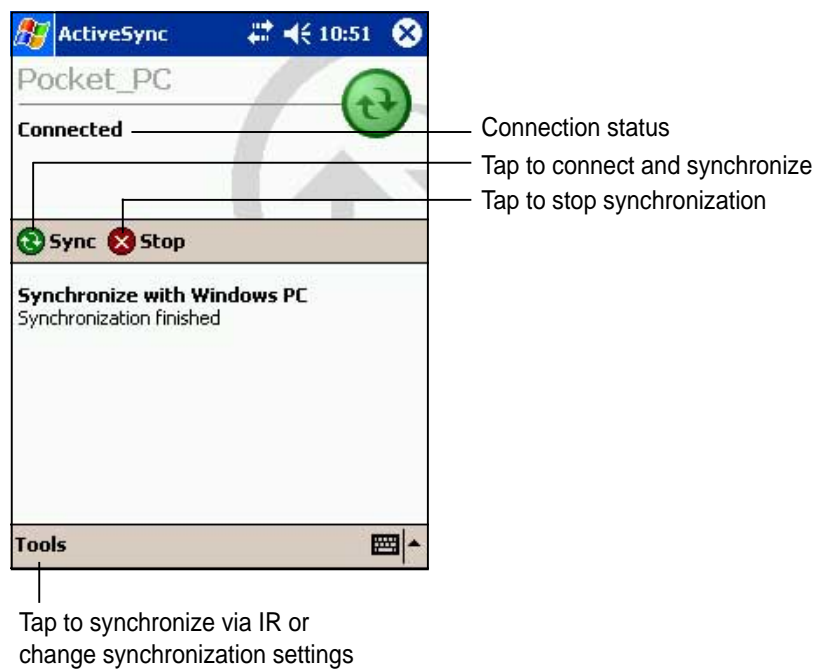 ActiveSync 10:51
Pocket_PC
Connected
Connection status
Tap to connect and synchronize
Tap to stop synchronization
Sync Stop
Synchronize with Windows PC
Synchronization finished
Tools
Tap to synchronize via IR or
change synchronization settings